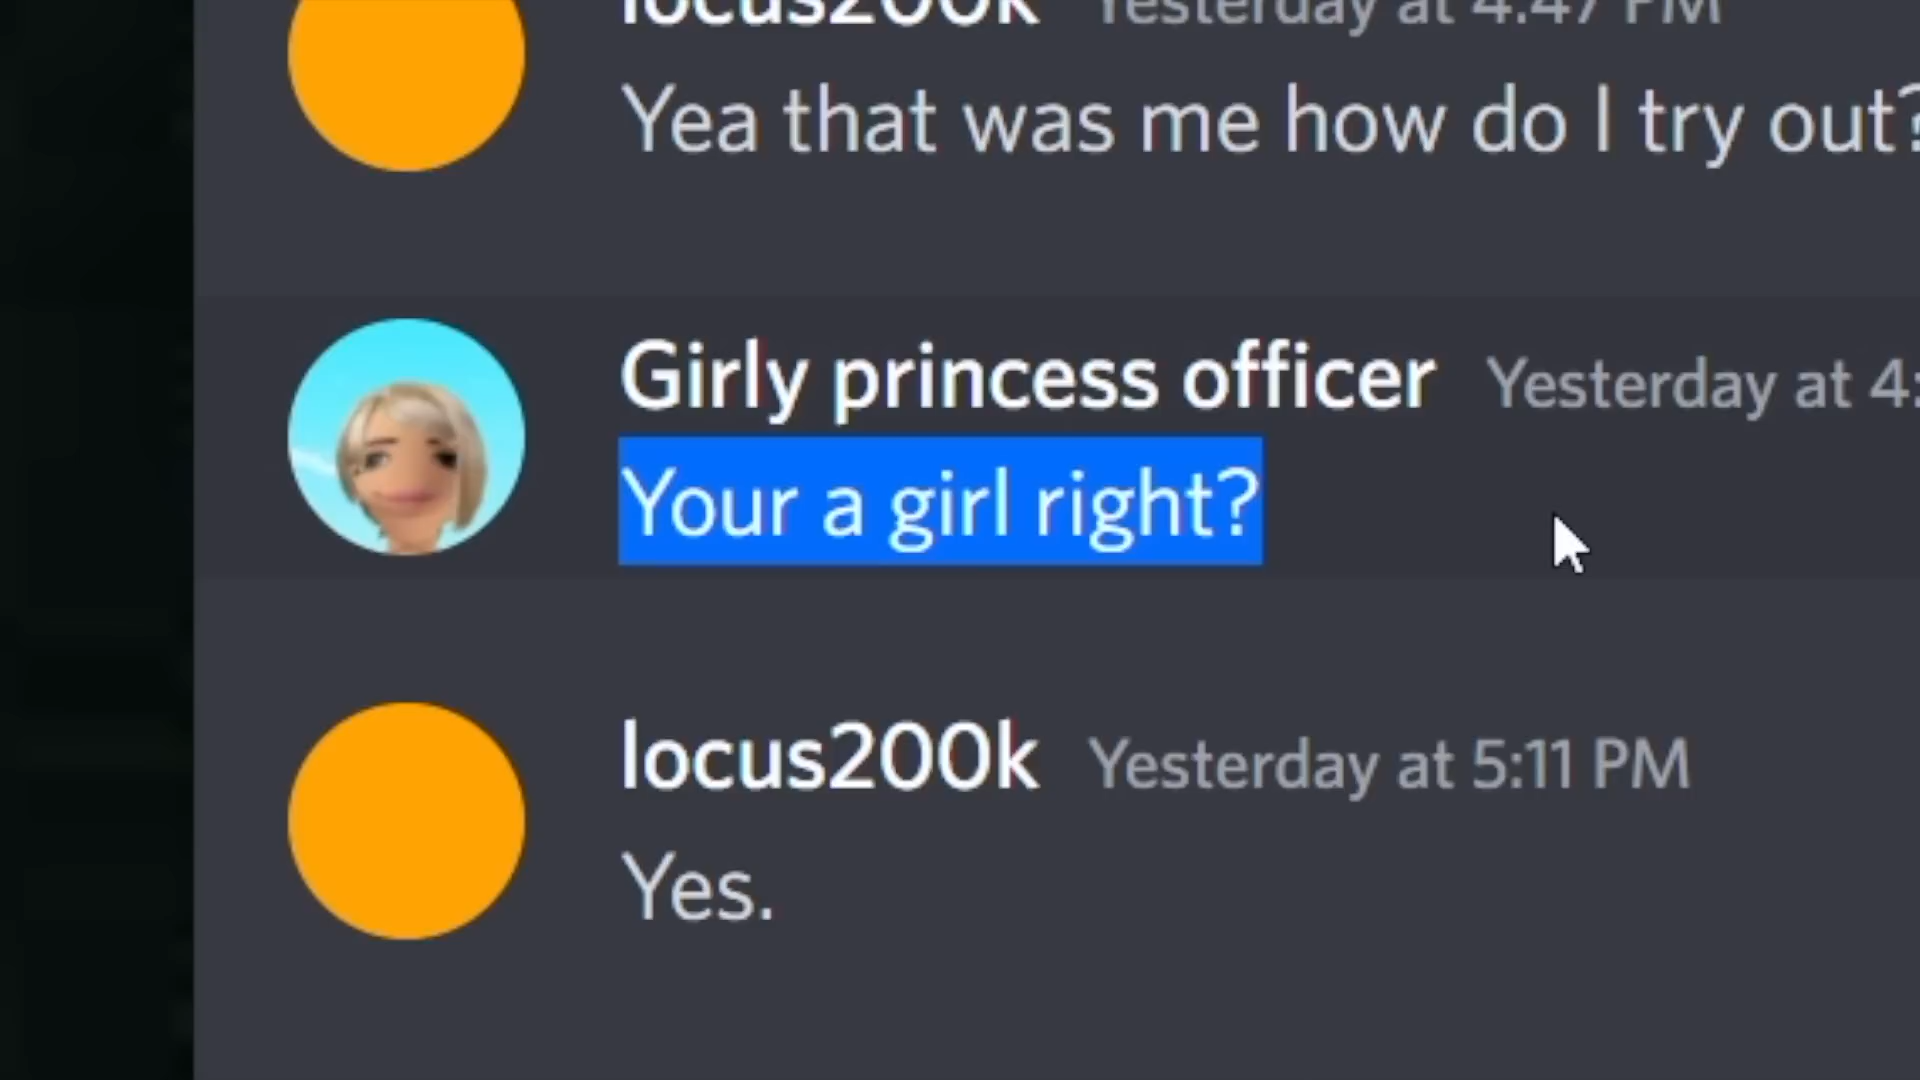 locus200k Yesterday at 4:47 PM
Yea that was me how do I try out?
Girly princess officer Yesterday at 4:
Your a girl right?
locus200k Yesterday at 5:11 PM
Yes.